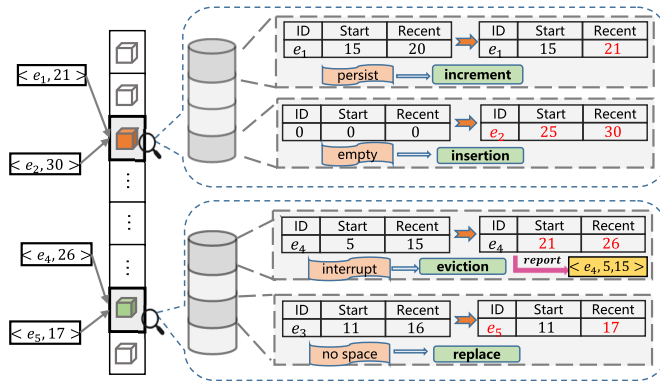 < e₁, 21 >
< e₂, 30 >
⋮
⋮
⋮
< e₄, 26 >
< e₅, 17 >
ID Start Recent
e₁ 15 20
ID Start Recent
e₁ 15 21
persist increment
ID Start Recent
0 0 0
ID Start Recent
e₂ 25 30
empty insertion
ID Start Recent
e₄ 5 15
ID Start Recent
e₄ 21 26
interrupt eviction
report
< e₄, 5,15 >
ID Start Recent
e₃ 11 16
ID Start Recent
e₅ 11 17
no space replace